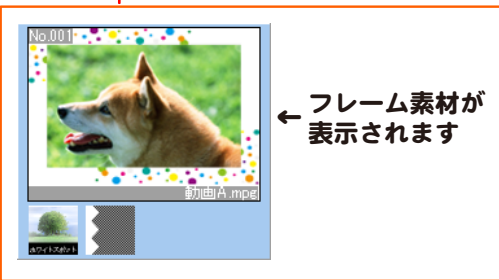 No.001
← フレーム素材が
表示されます
動画A.mpg
ホワイトスポット